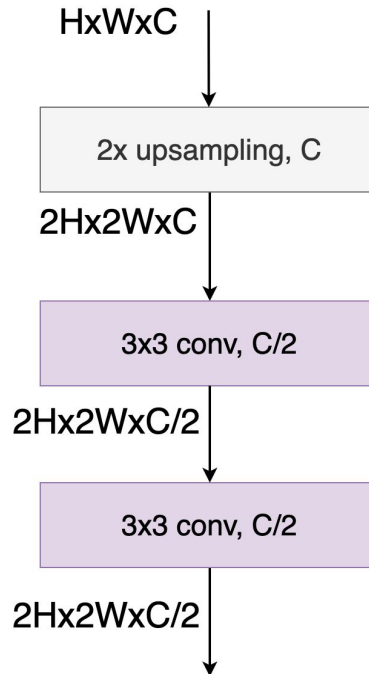 HxWxC
2x upsampling, C
2Hx2WxC
3x3 conv, C/2
2Hx2WxC/2
3x3 conv, C/2
2Hx2WxC/2